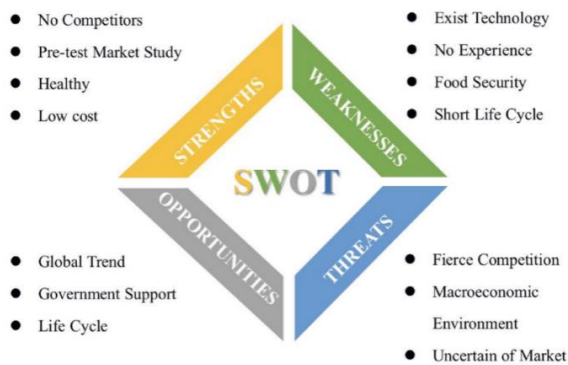 ● No Competitors
● Pre-test Market Study
● Healthy
● Low cost
STRENGTHS
● Exist Technology
● No Experience
● Food Security
● Short Life Cycle
WEAKNESSES
SWOT
● Global Trend
● Government Support
● Life Cycle
OPPORTUNITIES
● Fierce Competition
● Macroeconomic
Environment
● Uncertain of Market
THREATS